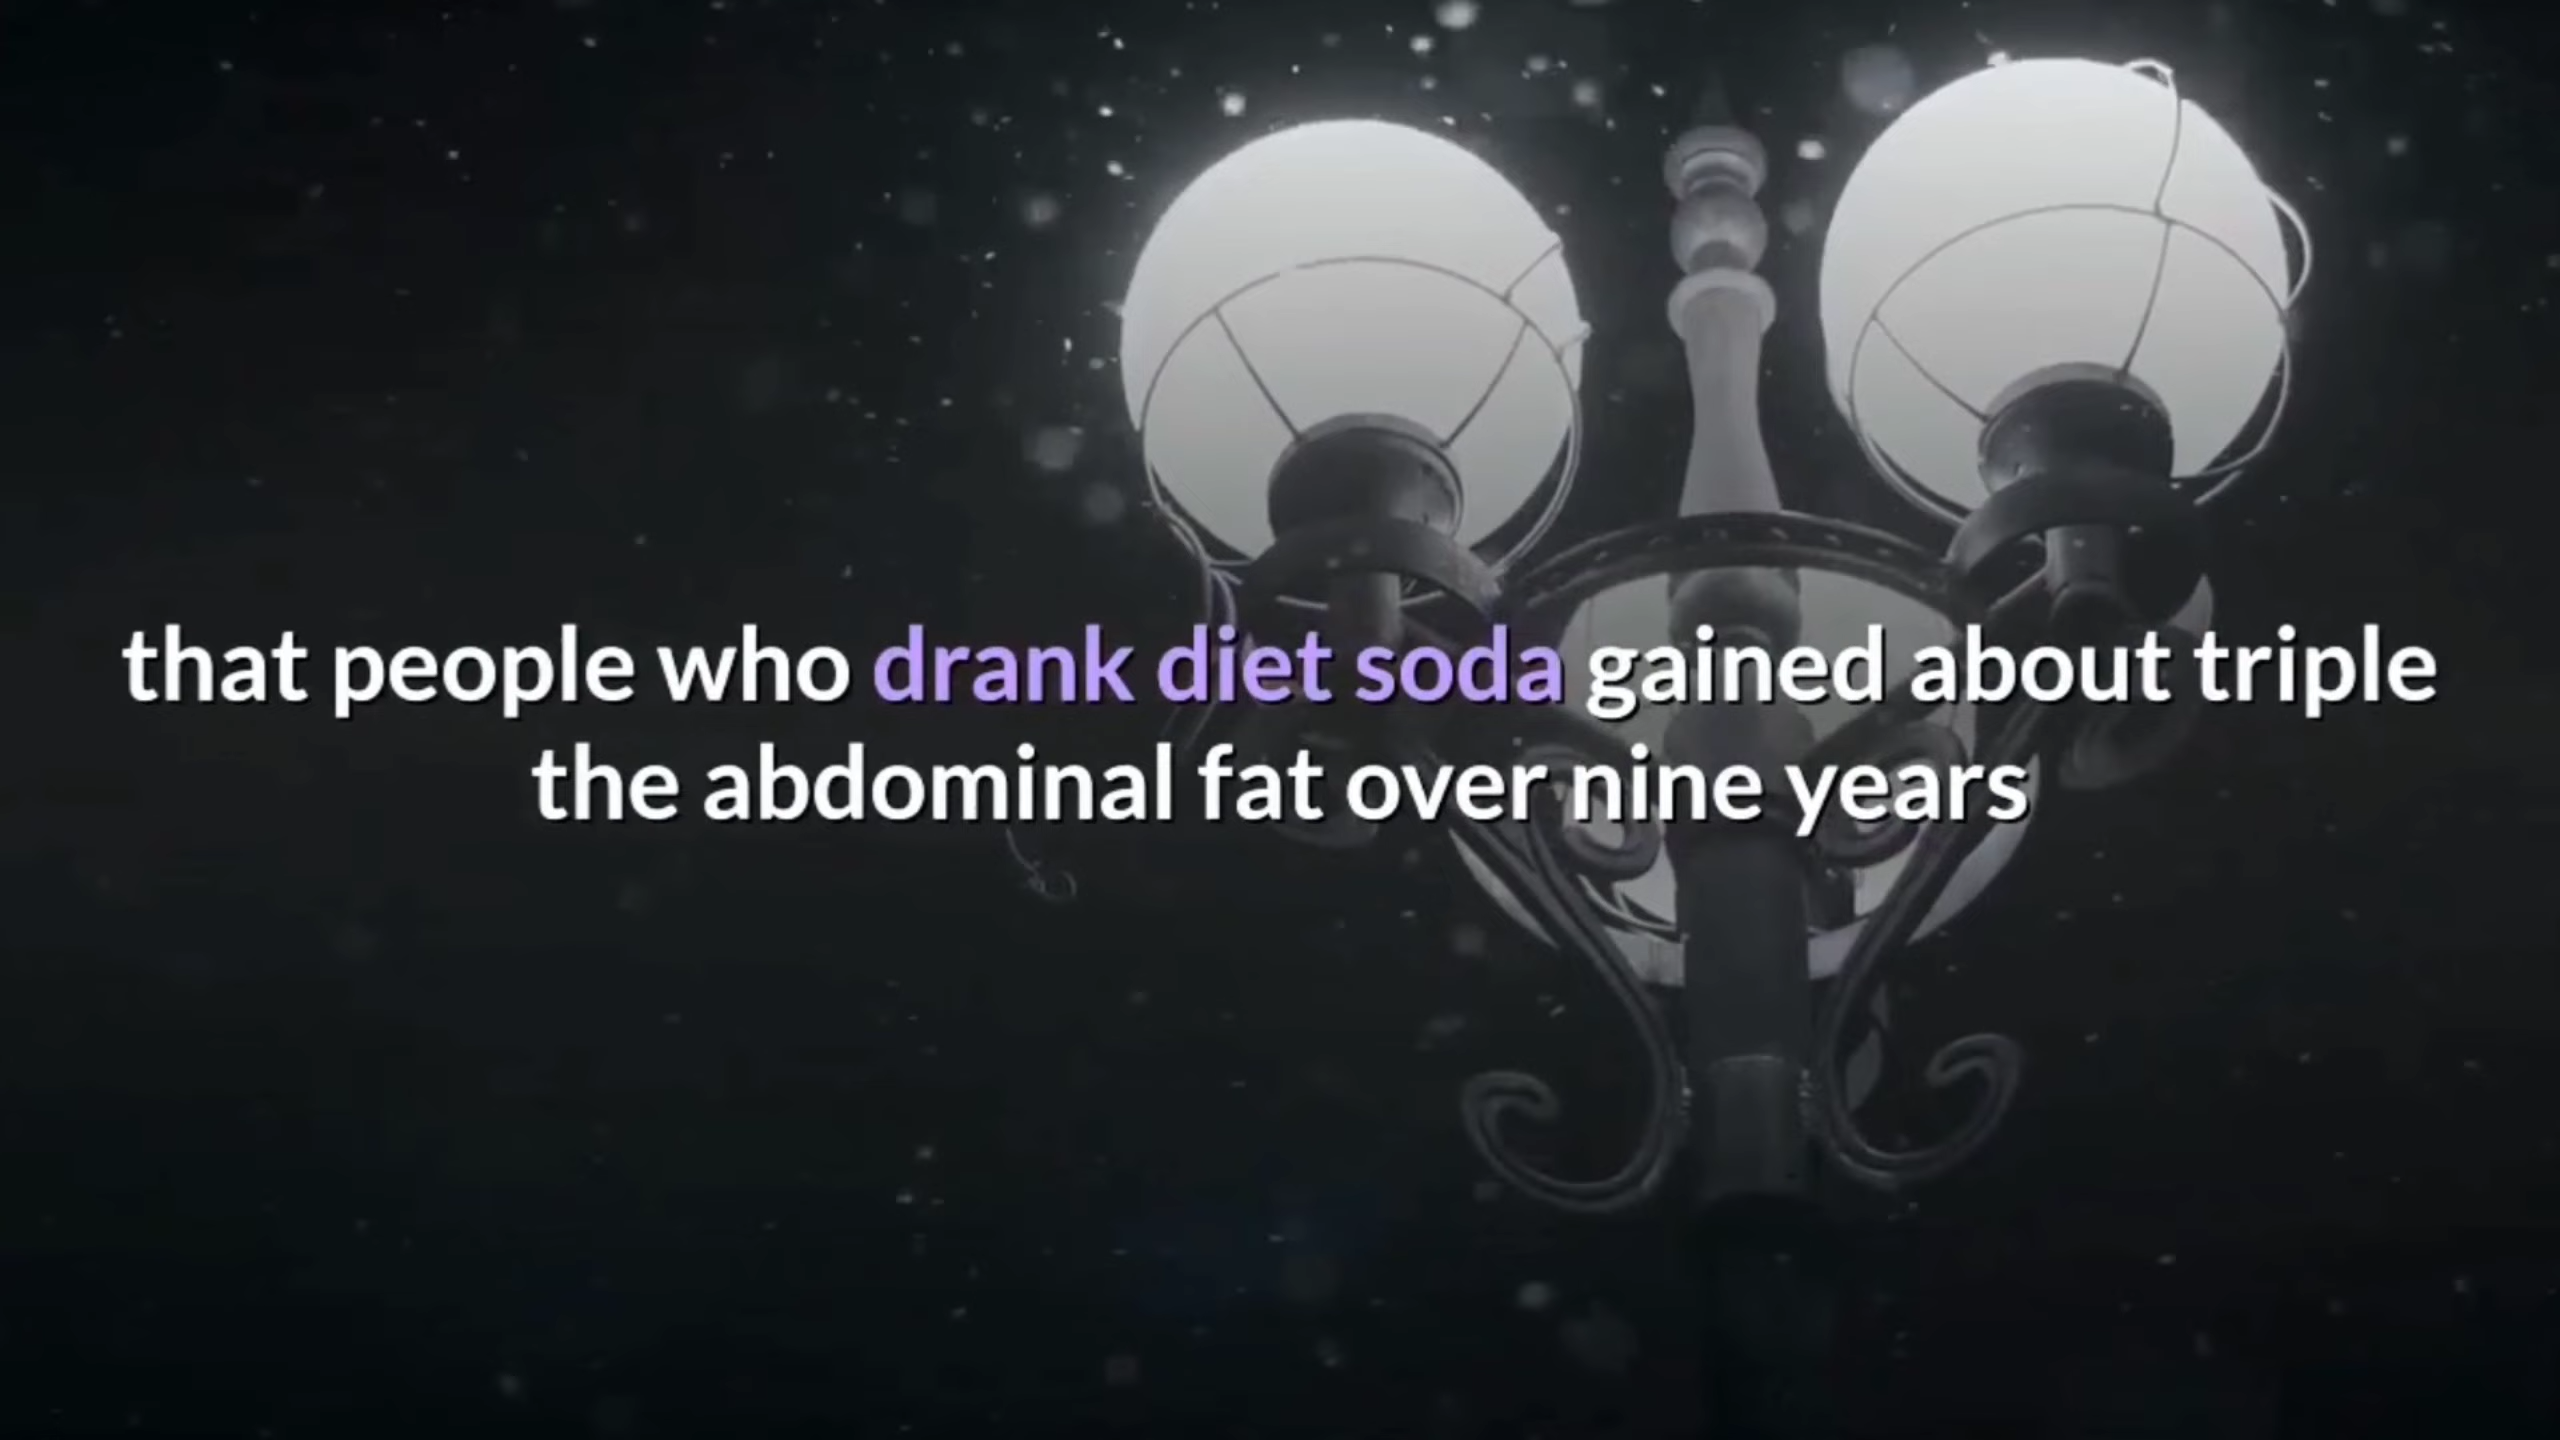 that people who drank diet soda gained about triple
the abdominal fat over nine years